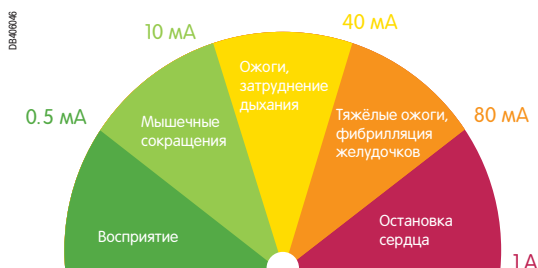 DB406046
10 мА
40 мА
Ожоги,
затруднение
дыхания
0.5 мА
Мышечные
сокращения
Тяжёлые ожоги,
фибрилляция
желудочков
80 мА
Восприятие
Остановка
сердца
1 А